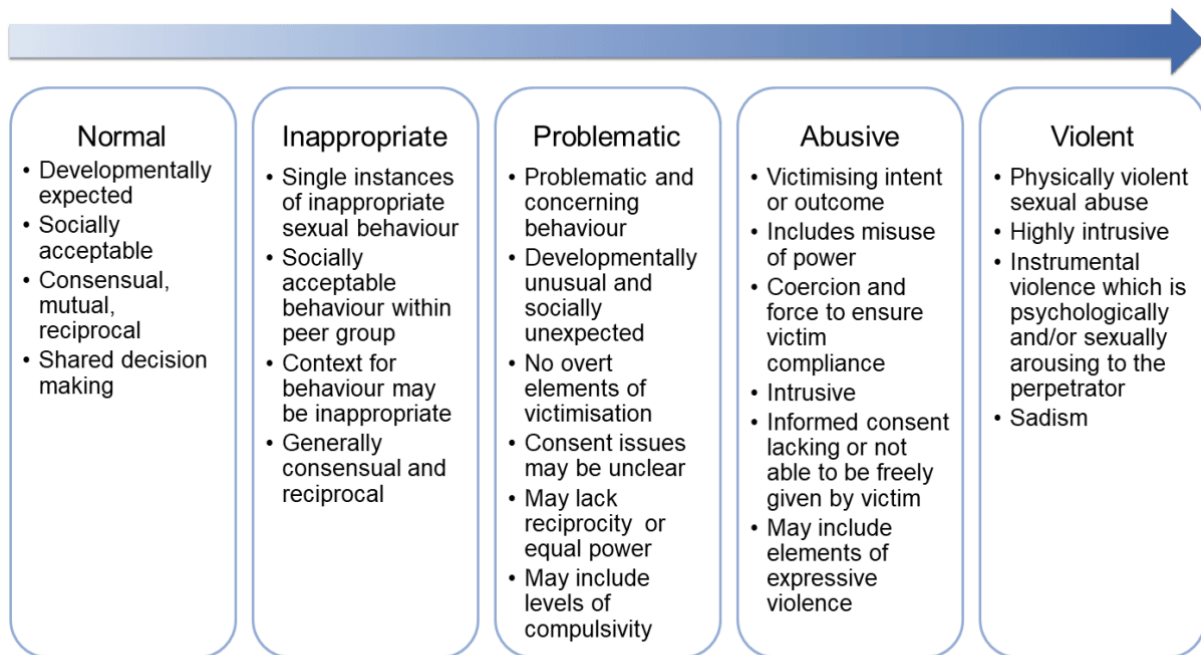 Normal
• Developmentally
expected
• Socially
acceptable
• Consensual,
mutual,
reciprocal
• Shared decision
making
Inappropriate
• Single instances
of inappropriate
sexual behaviour
• Socially
acceptable
behaviour within
peer group
• Context for
behaviour may
be inappropriate
• Generally
consensual and
reciprocal
Problematic
• Problematic and
concerning
behaviour
• Developmentally
unusual and
socially
unexpected
• No overt
elements of
victimisation
• Consent issues
may be unclear
• May lack
reciprocity or
equal power
• May include
levels of
compulsivity
Abusive
• Victimising intent
or outcome
• Includes misuse
of power
• Coercion and
force to ensure
victim
compliance
• Intrusive
• Informed consent
lacking or not
able to be freely
given by victim
• May include
elements of
expressive
violence
Violent
• Physically violent
sexual abuse
• Highly intrusive
• Instrumental
violence which is
psychologically
and/or sexually
arousing to the
perpetrator
• Sadism